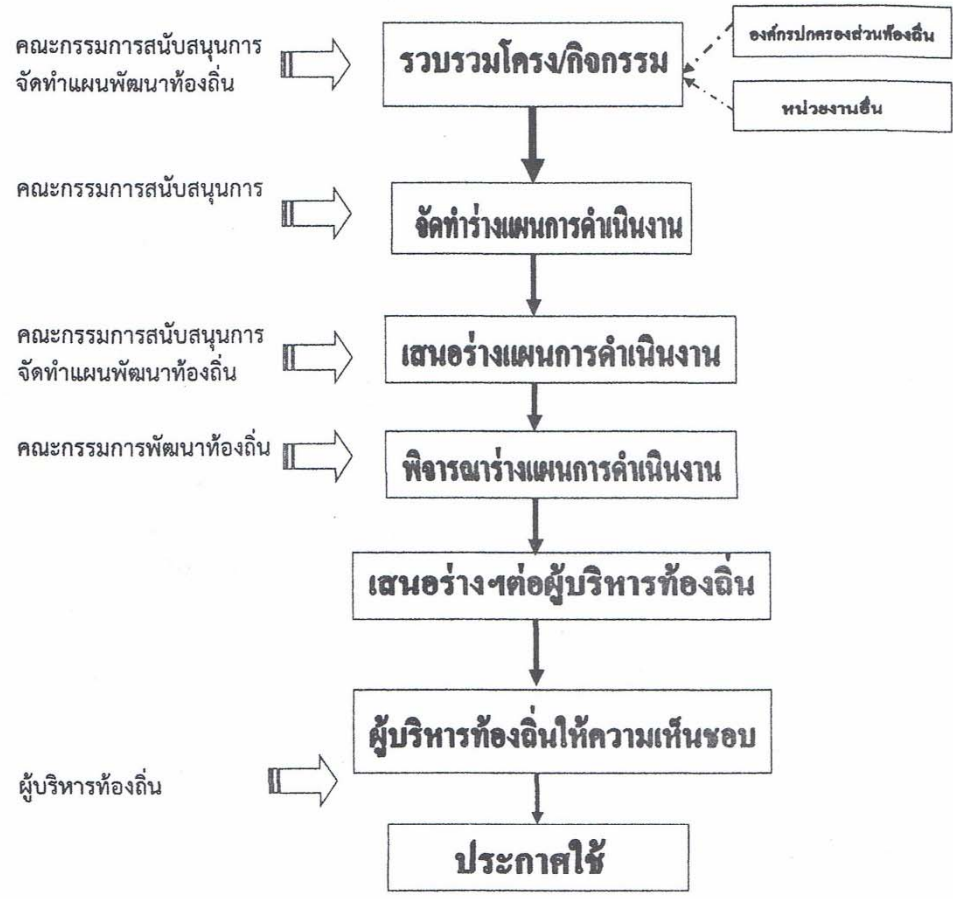 คณะกรรมการสนับสนุนการ
จัดทำแผนพัฒนาท้องถิ่น
รวบรวมโครง/กิจกรรม
องค์กรปกครองส่วนท้องถิ่น
หน่วยงานอื่น
คณะกรรมการสนับสนุนการ
จัดทำร่างแผนการดำเนินงาน
คณะกรรมการสนับสนุนการ
จัดทำแผนพัฒนาท้องถิ่น
เสนอร่างแผนการดำเนินงาน
คณะกรรมการพัฒนาท้องถิ่น
พิจารณาร่างแผนการดำเนินงาน
เสนอร่างฯต่อผู้บริหารท้องถิ่น
ผู้บริหารท้องถิ่นให้ความเห็นชอบ
ผู้บริหารท้องถิ่น
ประกาศใช้